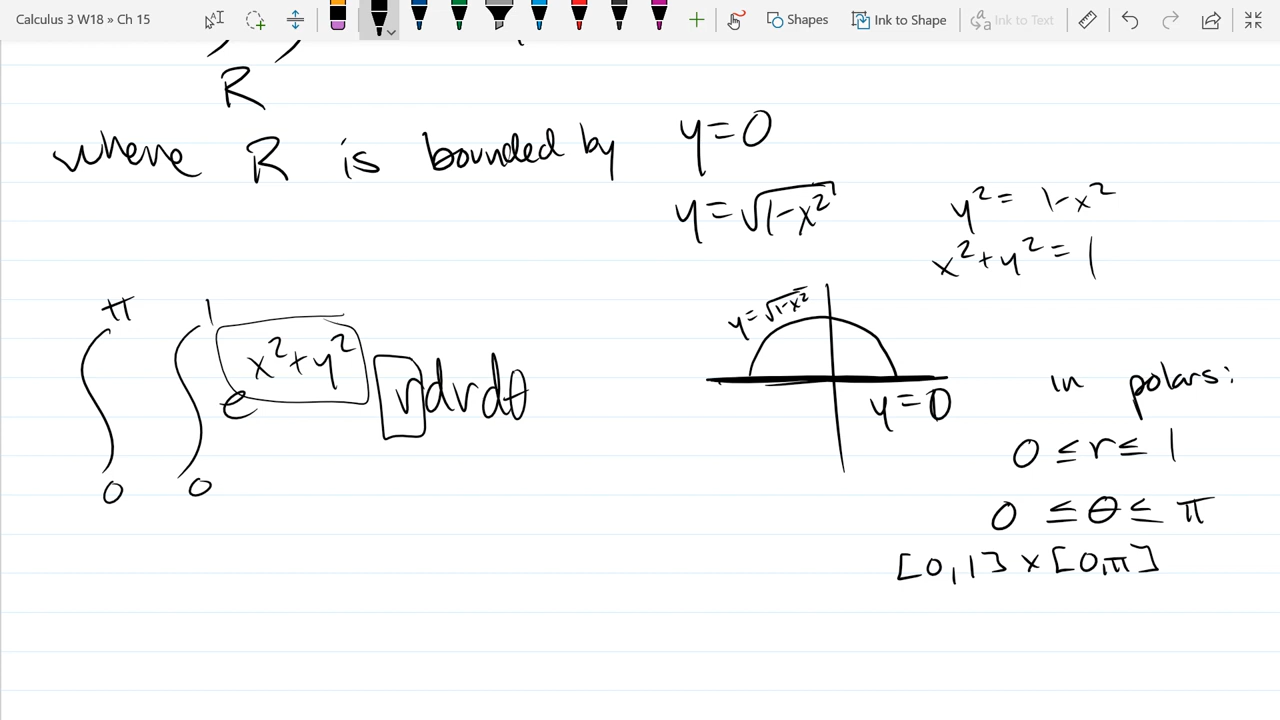 Calculus 3 W18 » Ch 15
Shapes
Ink to Shape
Ink to Text
R
where R is bounded by y=0
y=√1-x²
y²= 1-x²
x²+y²=1
π 1
∫ ∫ e^x²+y² r dr dθ
0 0
y=√1-x²
y=0
in polars:
0 ≤ r ≤ 1
0 ≤ θ ≤ π
[0,1] × [0,π]